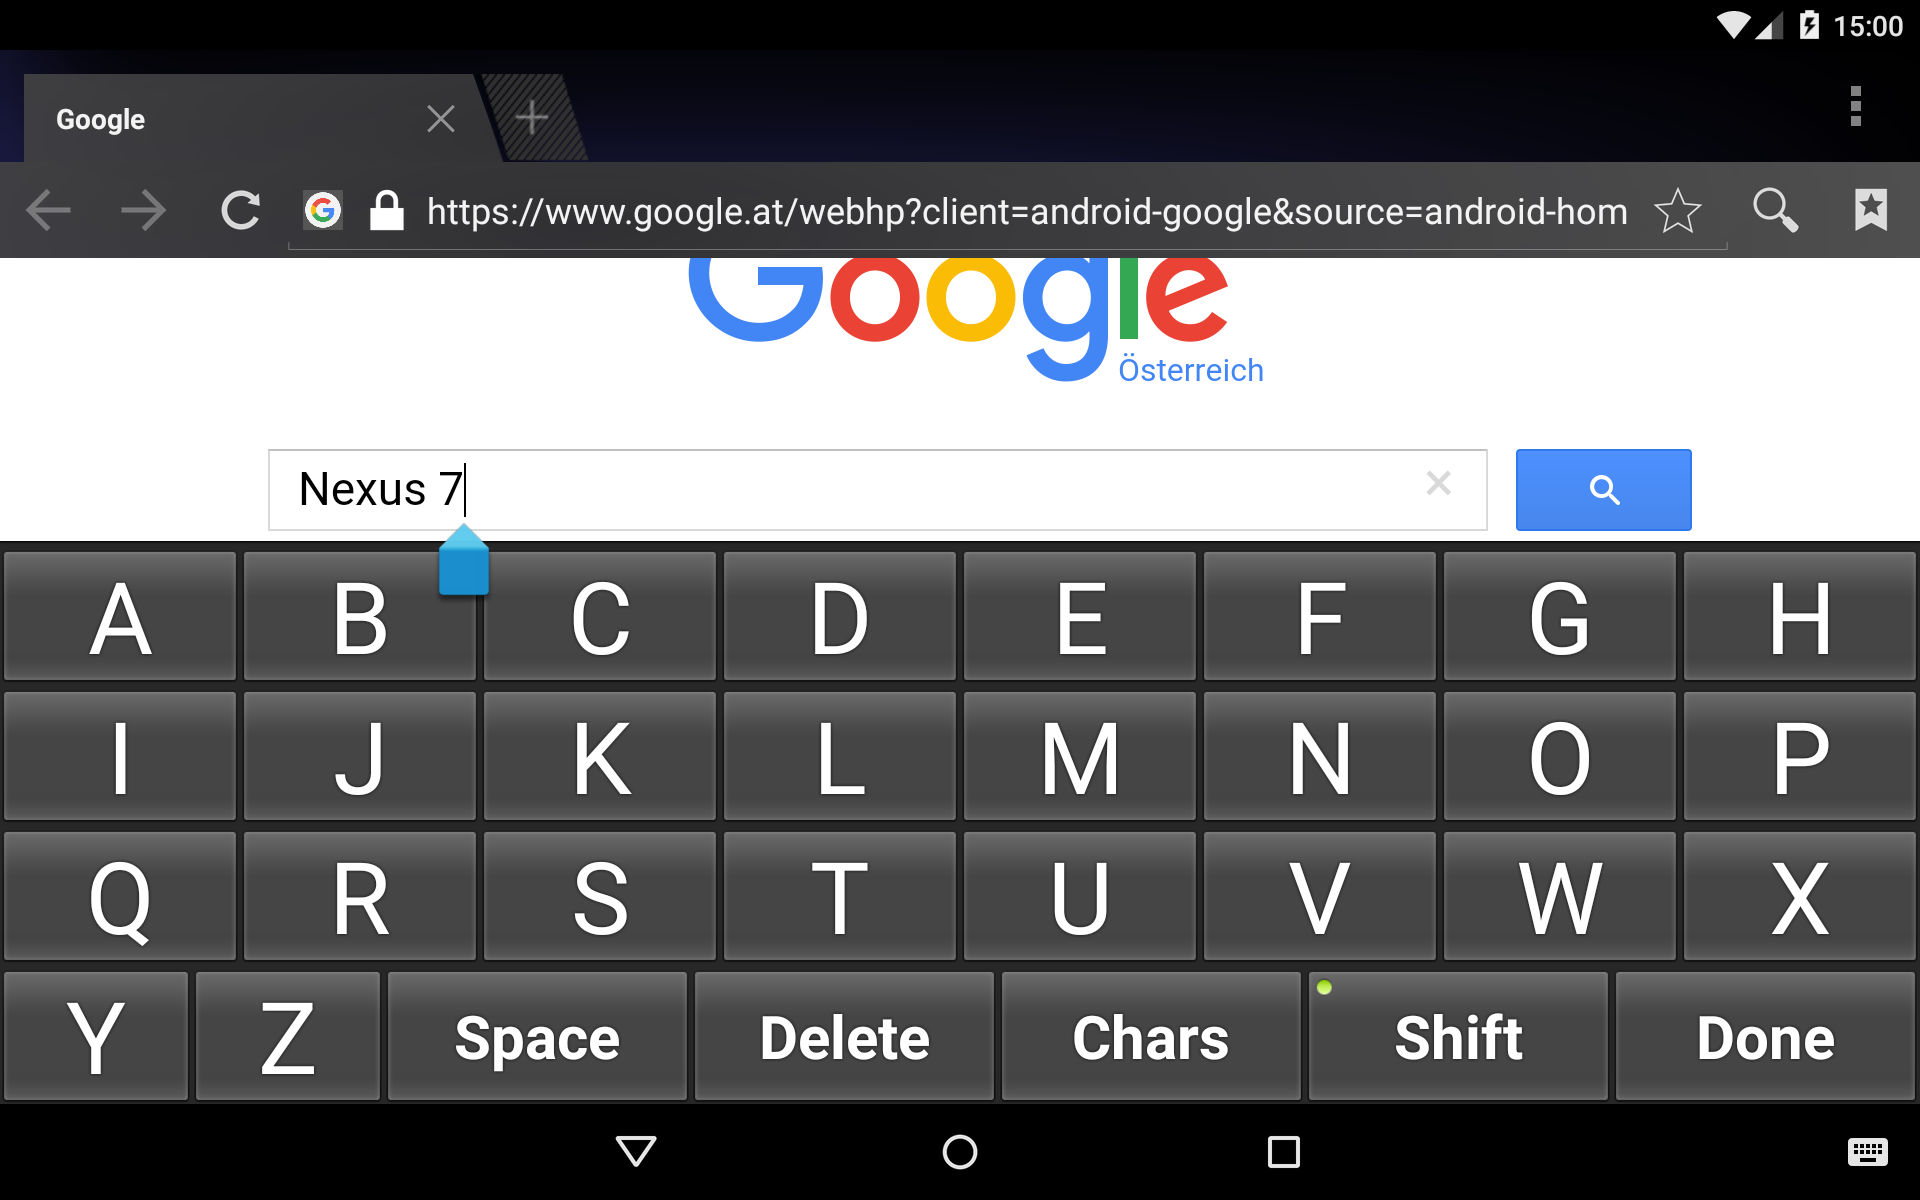 15:00
Google
https://www.google.at/webhp?client=android-google&source=android-hom
Google
Österreich
Nexus 7
A B C D E F G H
I J K L M N O P
Q R S T U V W X
Y Z Space Delete Chars Shift Done